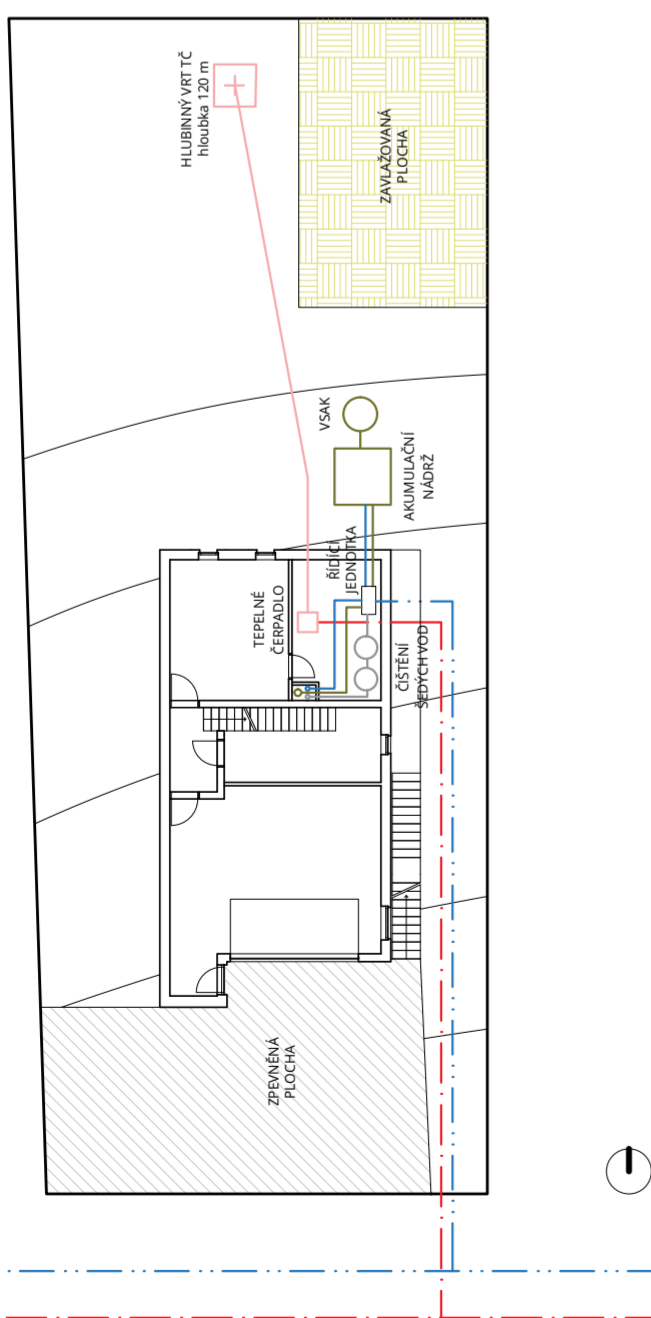 HLUBINNÝ VRT TČ
hloubka 120 m
ZAVLAŽOVANÁ
PLOCHA
VSAK
AKUMULAČNÍ
NÁDRŽ
ŘÍDÍCÍ
JEDNOTKA
TEPELNÉ
ČERPADLO
ČIŠTĚNÍ
ŠEDÝCH VOD
ZPEVNĚNÁ
PLOCHA